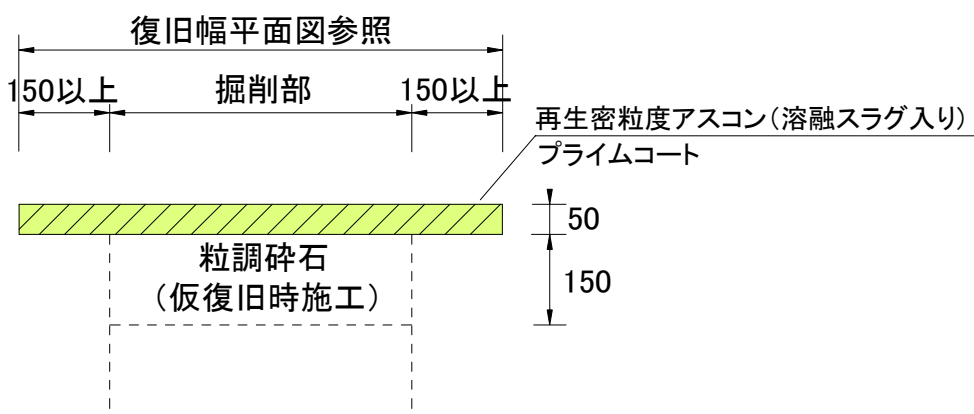 復旧幅平面図参照
150以上
掘削部
150以上
再生密粒度アスコン（溶融スラグ入り）
プライムコート
50
粒調砕石
（仮復旧時施工）
150